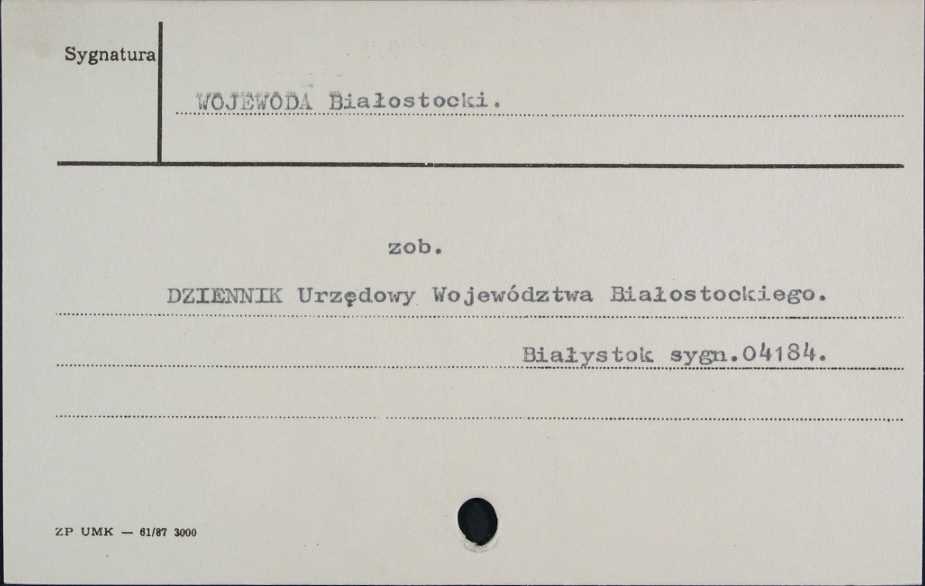 Sygnatura
WOJEWODA Białostocki.
zob.
DZIENNIK Urzędowy Województwa Białostockiego.
Białystok sygn.04184.
ZP UMK — 61/87 3000